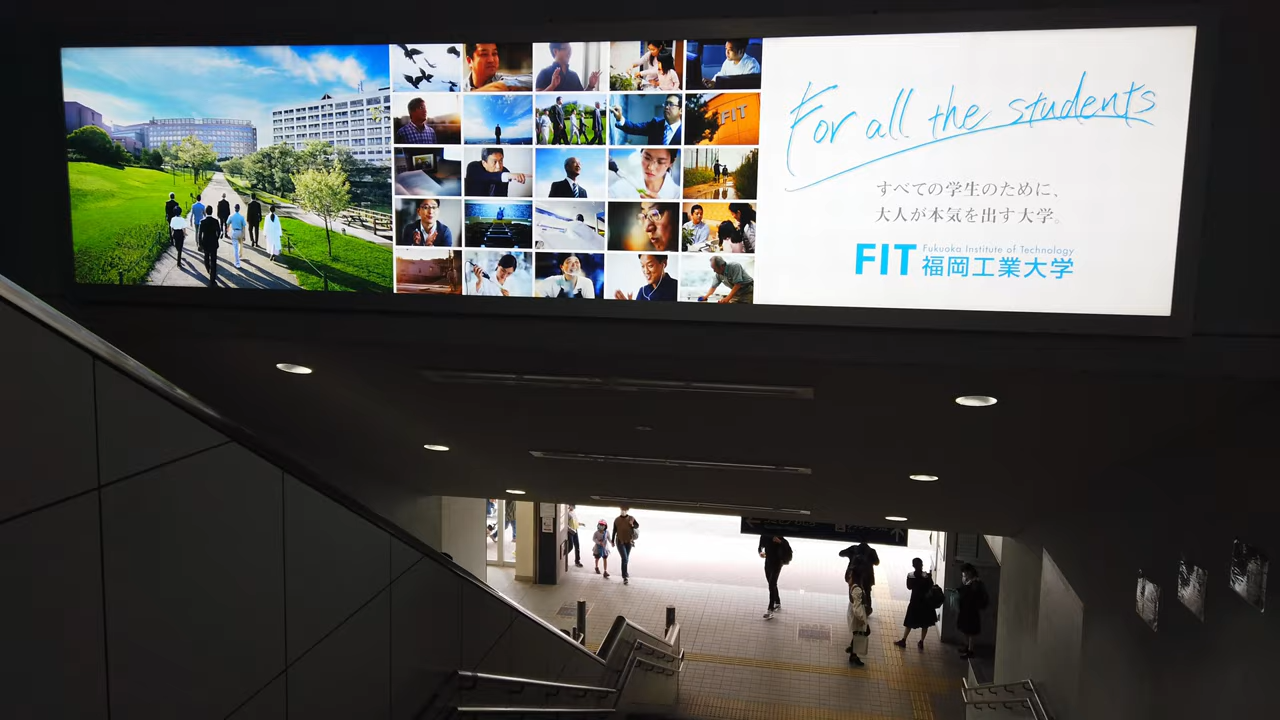 For all the students
すべての学生のために、
大人が本気を出す大学。
FIT Fukuoka Institute of Technology
福岡工業大学
FIT